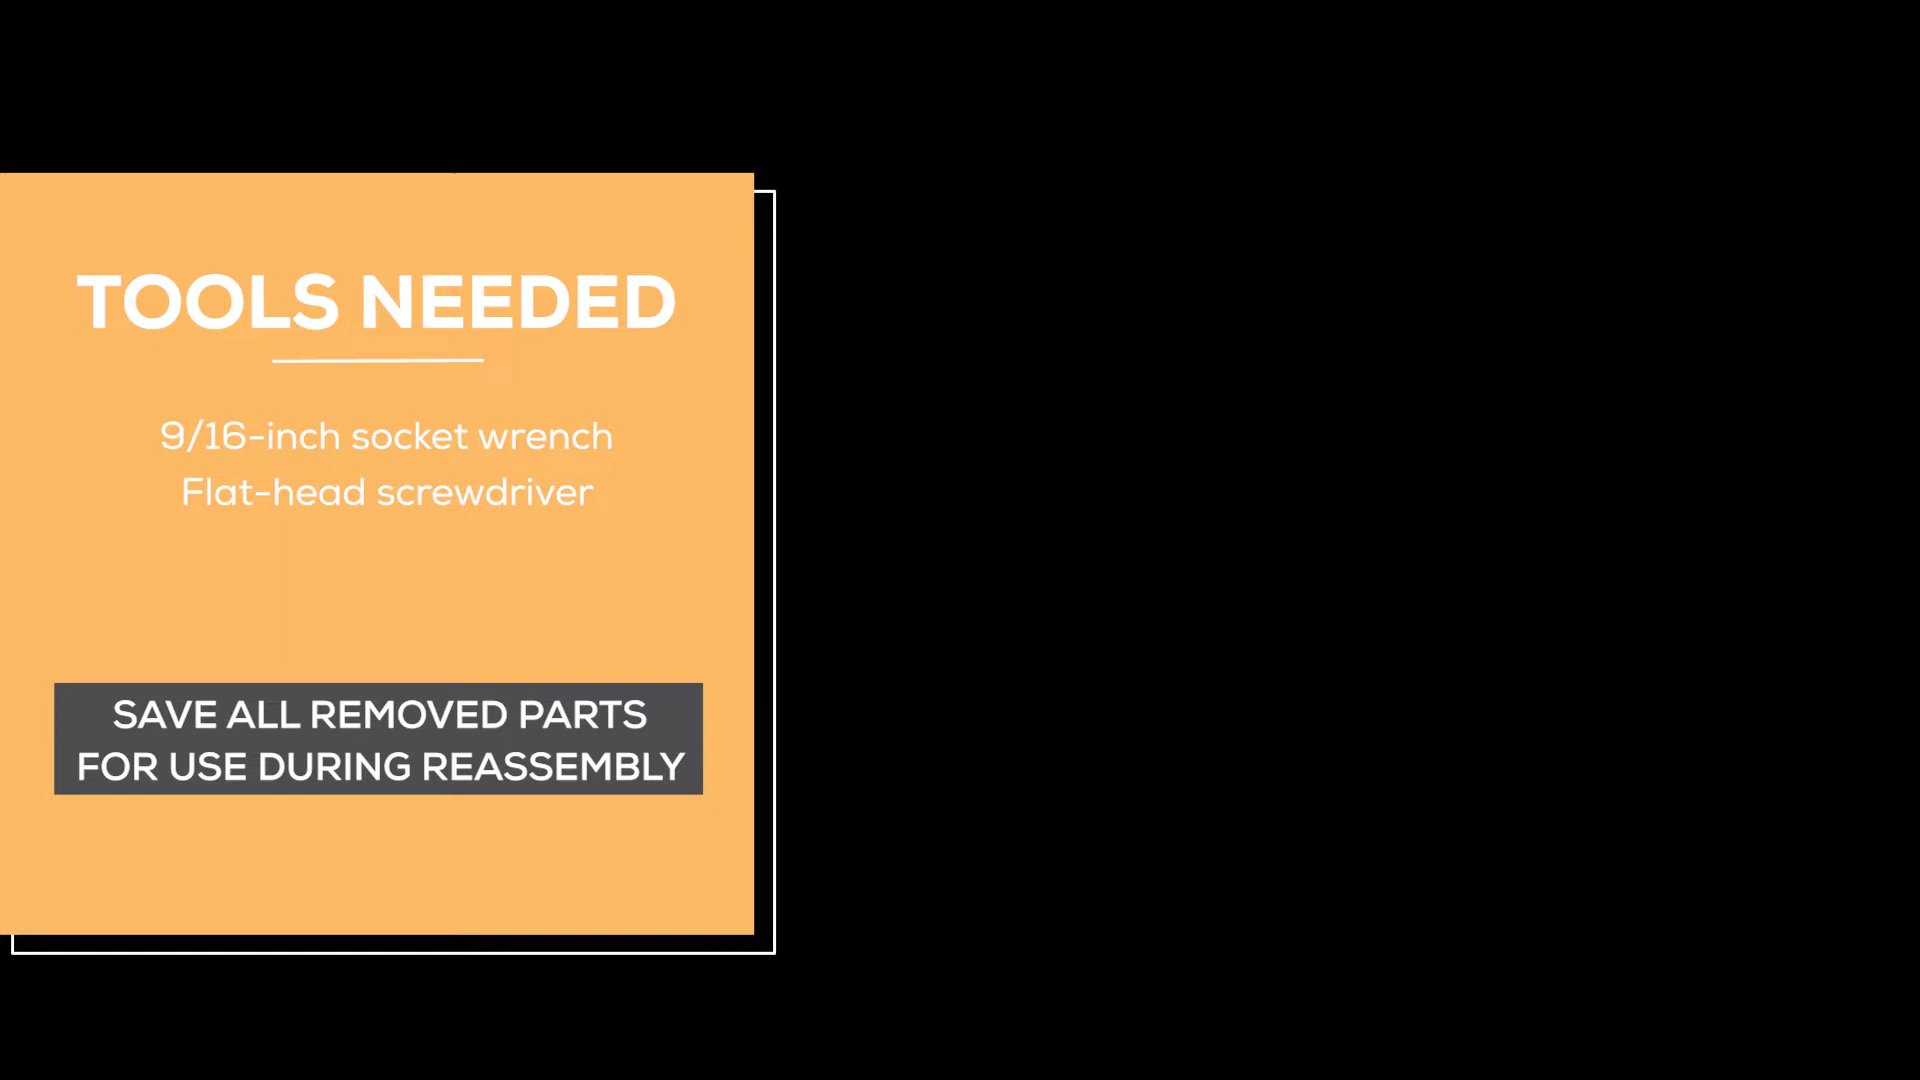 TOOLS NEEDED
9/16-inch socket wrench
Flat-head screwdriver
SAVE ALL REMOVED PARTS
FOR USE DURING REASSEMBLY